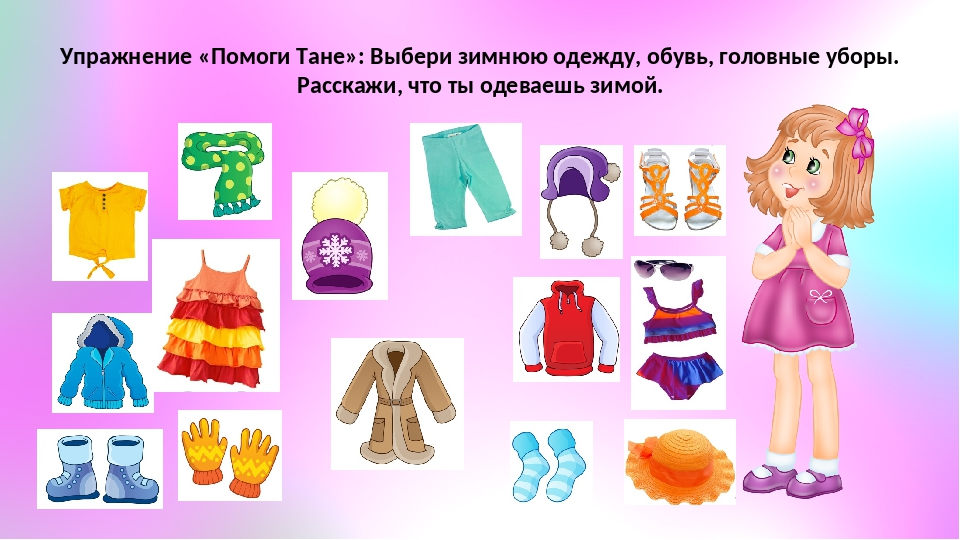 Упражнение «Помоги Тане»: Выбери зимнюю одежду, обувь, головные уборы.
Расскажи, что ты одеваешь зимой.